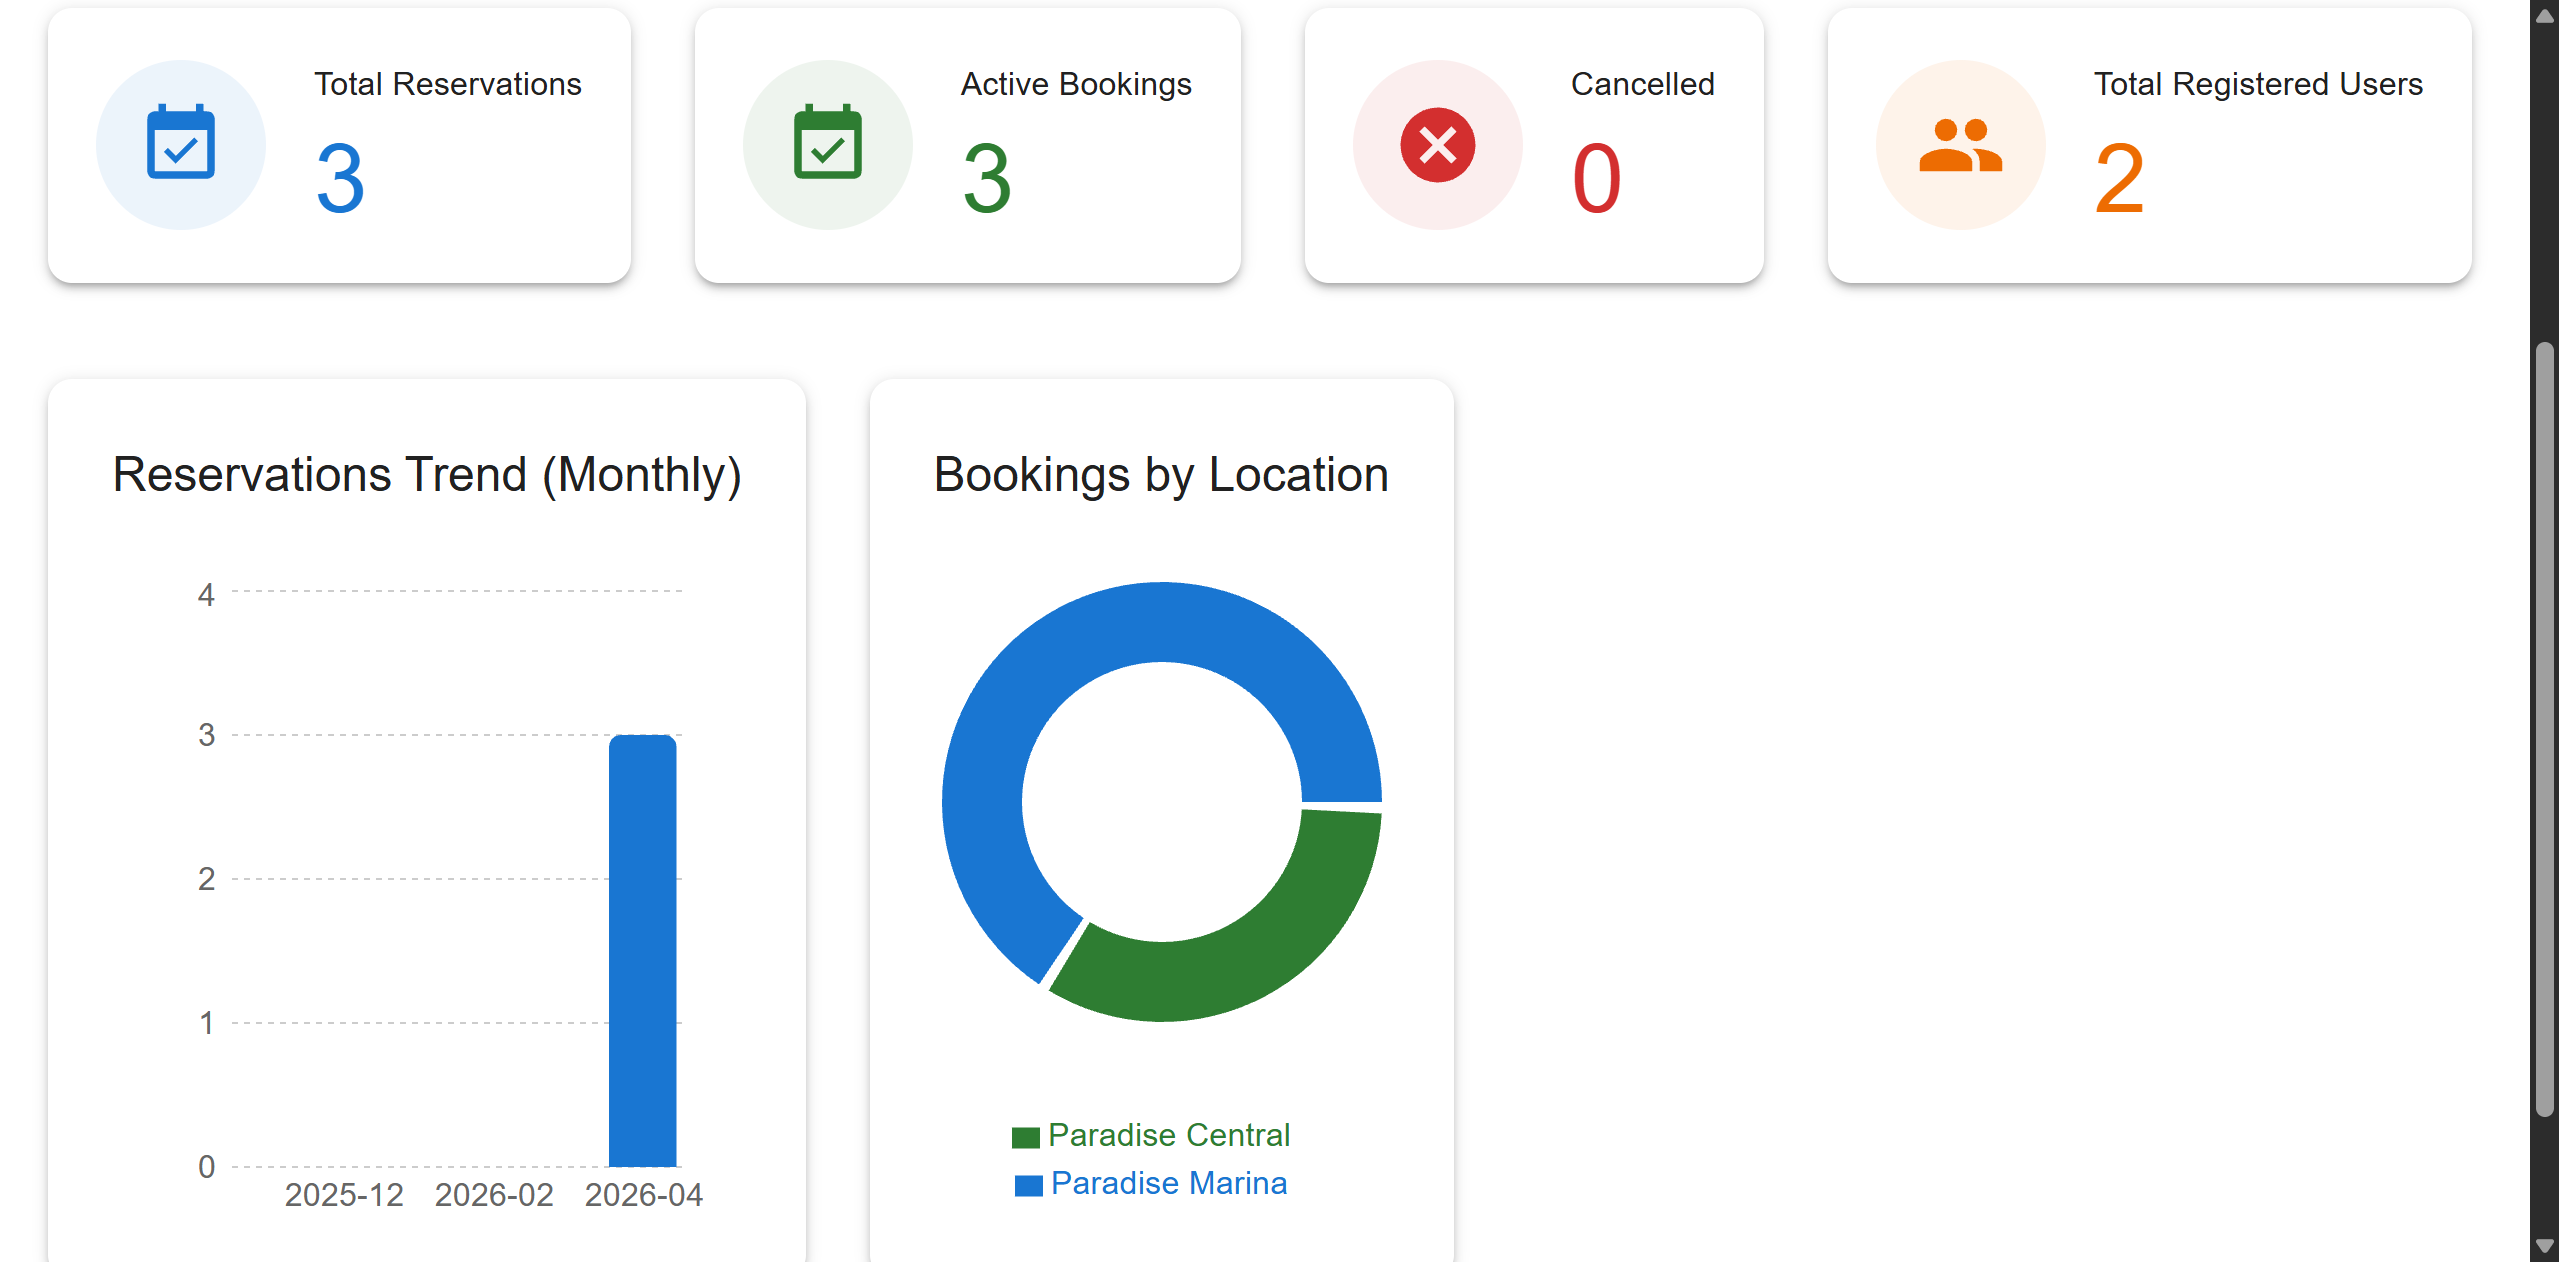 Total Reservations
3
Active Bookings
3
Cancelled
0
Total Registered Users
2
Reservations Trend (Monthly)
4
3
2
1
0
2025-12 2026-02 2026-04
Bookings by Location
Paradise Central
Paradise Marina